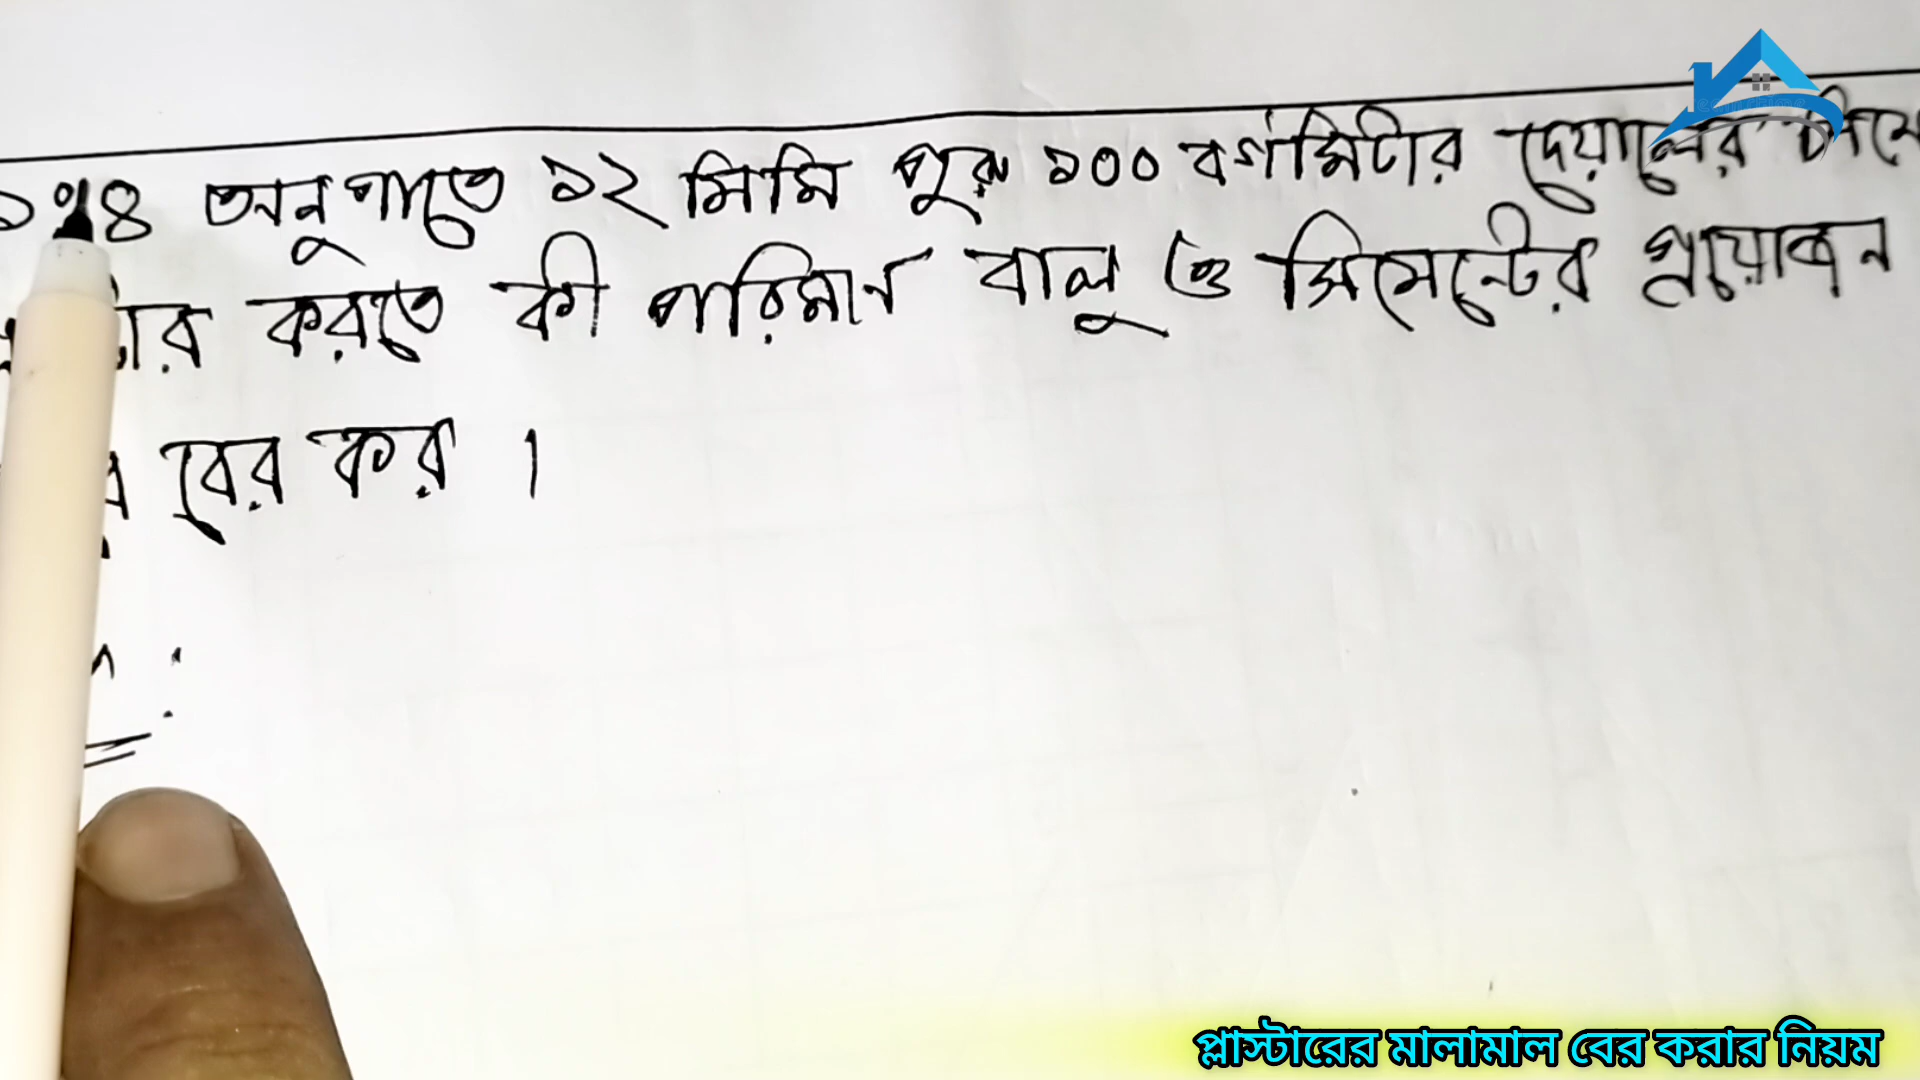 ১ঃ৪ অনুপাতে ১২ মিমি পুরু ১০০ বর্গমিটার দেয়ালের
করতে কী পরিমান বালু ও সিমেন্টের প্রয়োজন
বের কর ।
প্লাস্টারের মালামাল বের করার নিয়ম